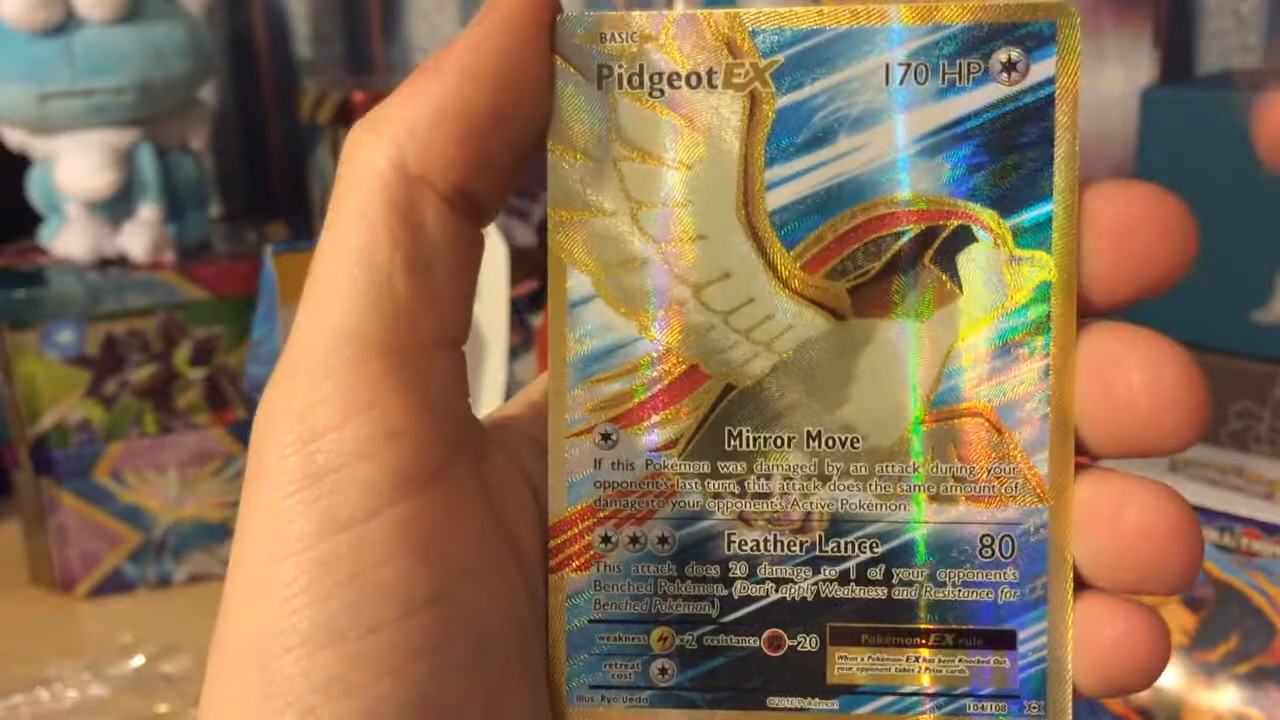 BASIC
Pidgeot EX 170 HP
Mirror Move
If this Pokémon was damaged by an attack during your
opponent's last turn, this attack does the same amount of
damage to your opponent's Active Pokémon.
Feather Lance 80
This attack does 20 damage to 1 of your opponent's
Benched Pokémon. (Don't apply Weakness and Resistance for
Benched Pokémon.)
weakness ×2 resistance -20
Pokémon-EX rule
When a Pokémon-EX has been Knocked Out,
your opponent takes 2 Prize cards.
retreat
cost
Illus. Ryo Ueda ©2016 Pokémon 104/108